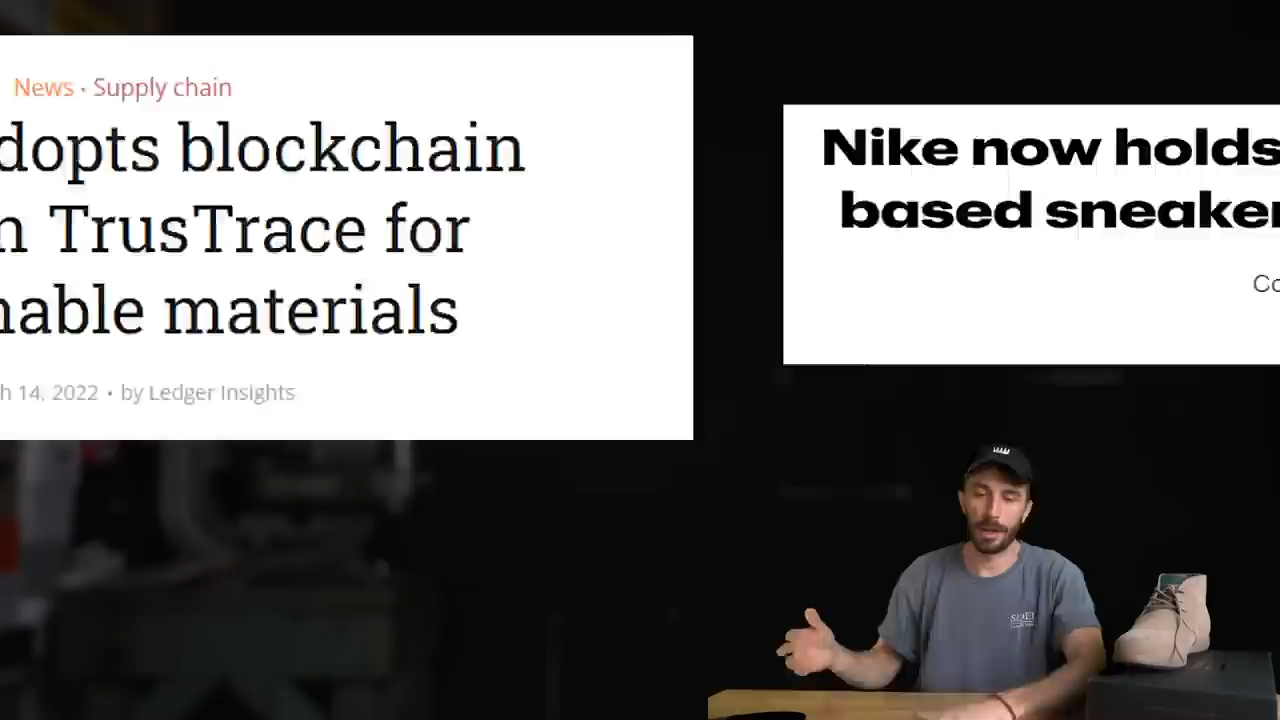 News • Supply chain
dopts blockchain
n TrusTrace for
nable materials
h 14, 2022 • by Ledger Insights
Nike now holds
based sneaker
Co